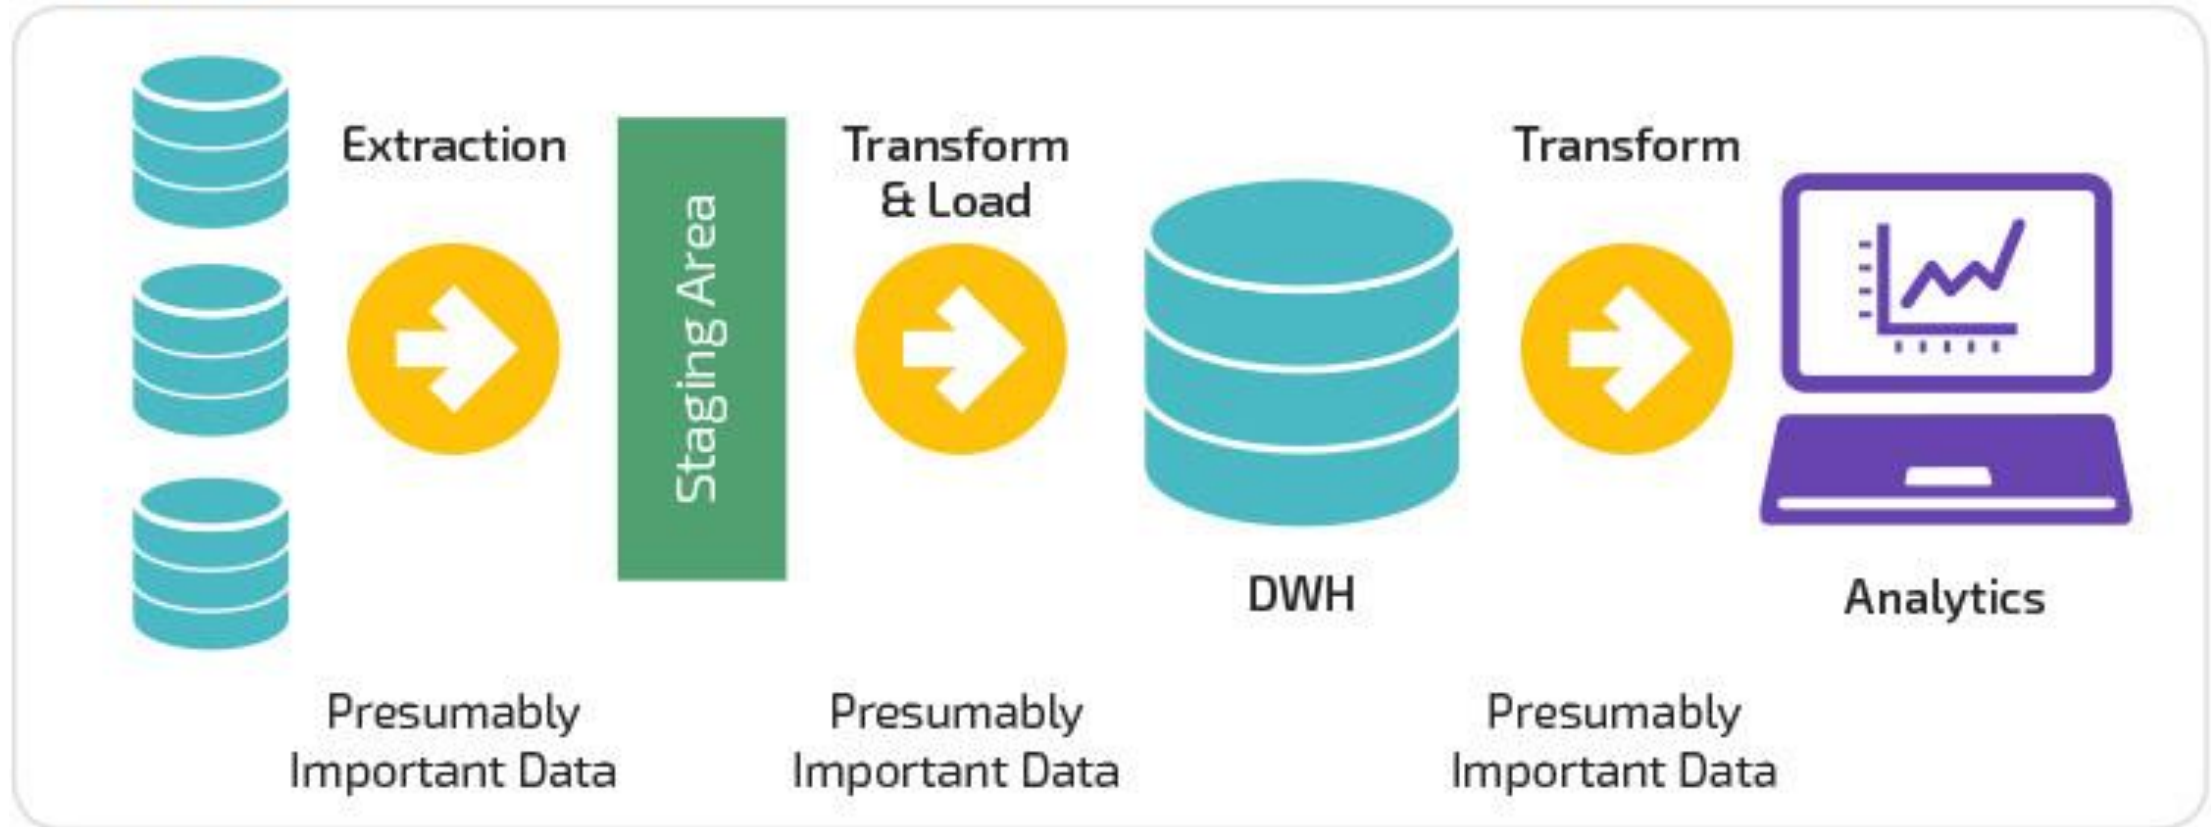 Extraction
Staging Area
Transform
& Load
Transform
DWH
Analytics
Presumably
Important Data
Presumably
Important Data
Presumably
Important Data